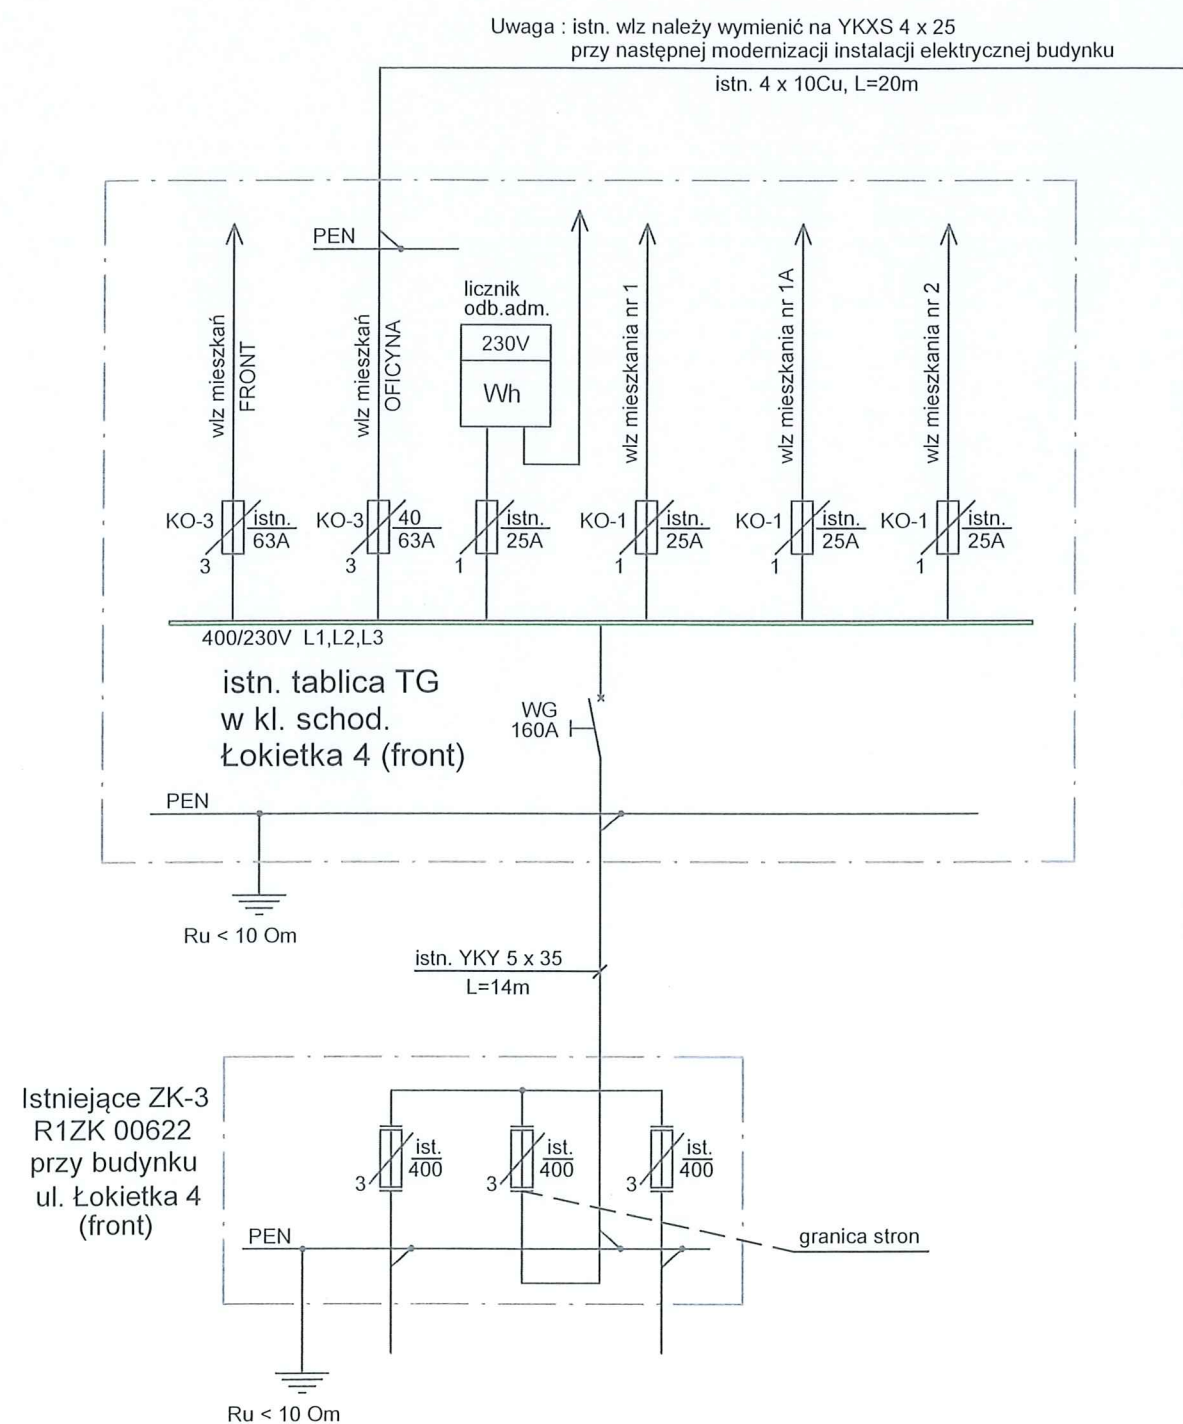 Uwaga : istn. wlz należy wymienić na YKXS 4 x 25
przy następnej modernizacji instalacji elektrycznej budynku
istn. 4 x 10Cu, L=20m
PEN
licznik
odb.adm.
230V
Wh
wlz mieszkań
FRONT
wlz mieszkań
OFICYNA
wlz mieszkania nr 1
wlz mieszkania nr 1A
wlz mieszkania nr 2
KO-3
istn.
63A
3
KO-3
40
63A
3
istn.
25A
1
KO-1
istn.
25A
1
KO-1
istn.
25A
1
KO-1
istn.
25A
1
400/230V L1,L2,L3
istn. tablica TG
w kl. schod.
Łokietka 4 (front)
WG
160A
PEN
Ru < 10 Om
istn. YKY 5 x 35
L=14m
Istniejące ZK-3
R1ZK 00622
przy budynku
ul. Łokietka 4
(front)
ist.
400
3
ist.
400
3
ist.
400
3
PEN
granica stron
Ru < 10 Om